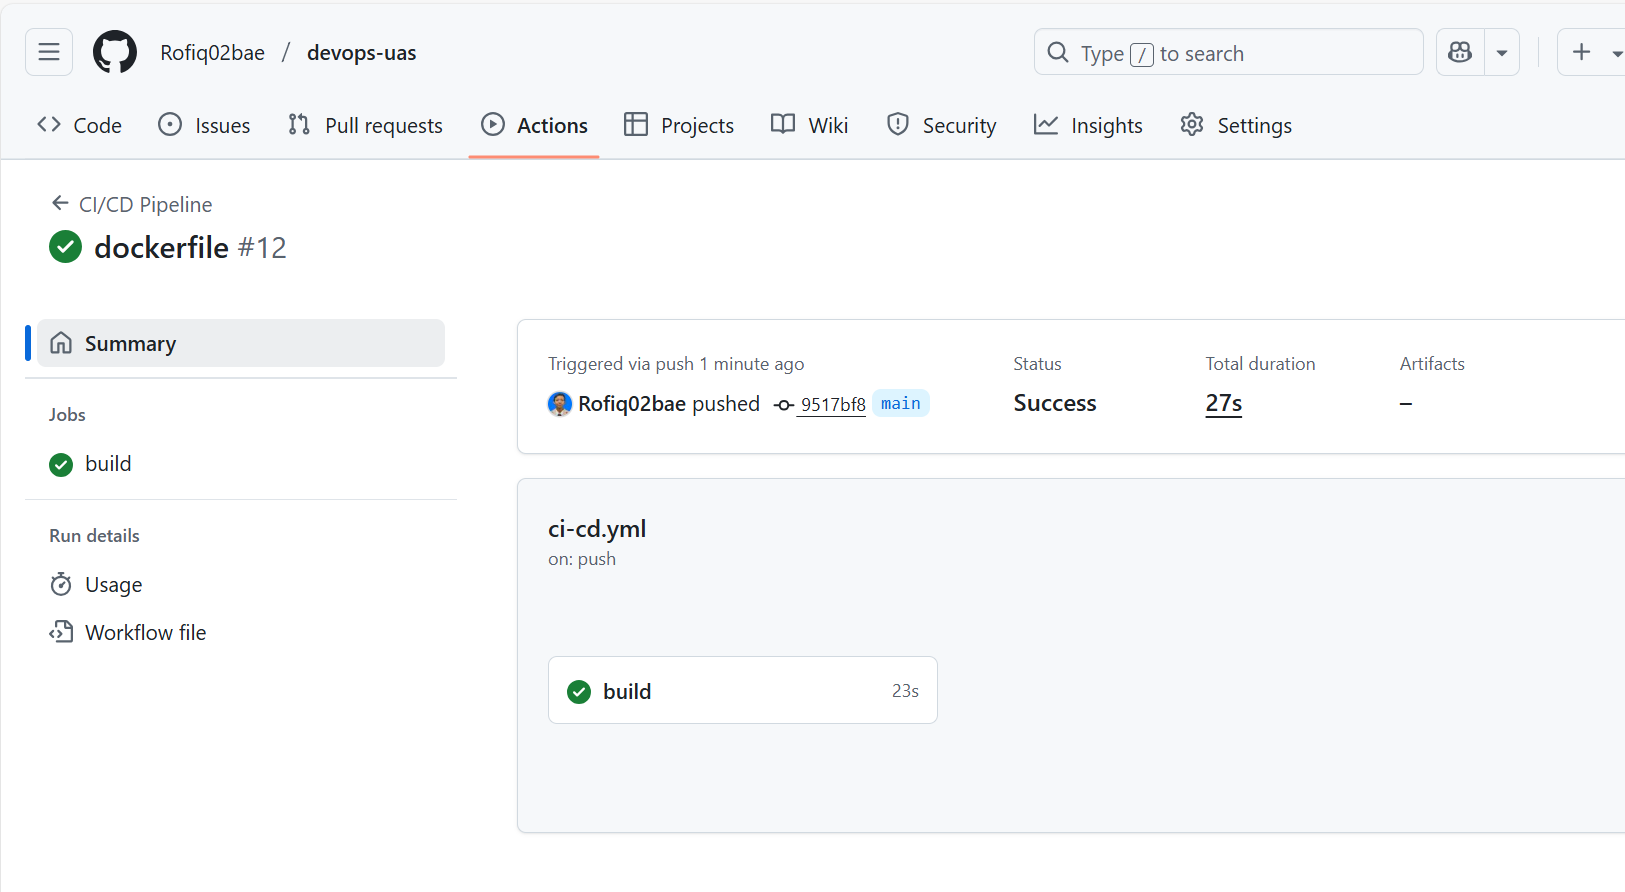 Rofiq02bae / devops-uas
Type / to search
Code Issues Pull requests Actions Projects Wiki Security Insights Settings
CI/CD Pipeline
dockerfile #12
Summary
Jobs
build
Run details
Usage
Workflow file
Triggered via push 1 minute ago
Rofiq02bae pushed 9517bf8 main
Status
Success
Total duration
27s
Artifacts
–
ci-cd.yml
on: push
build 23s